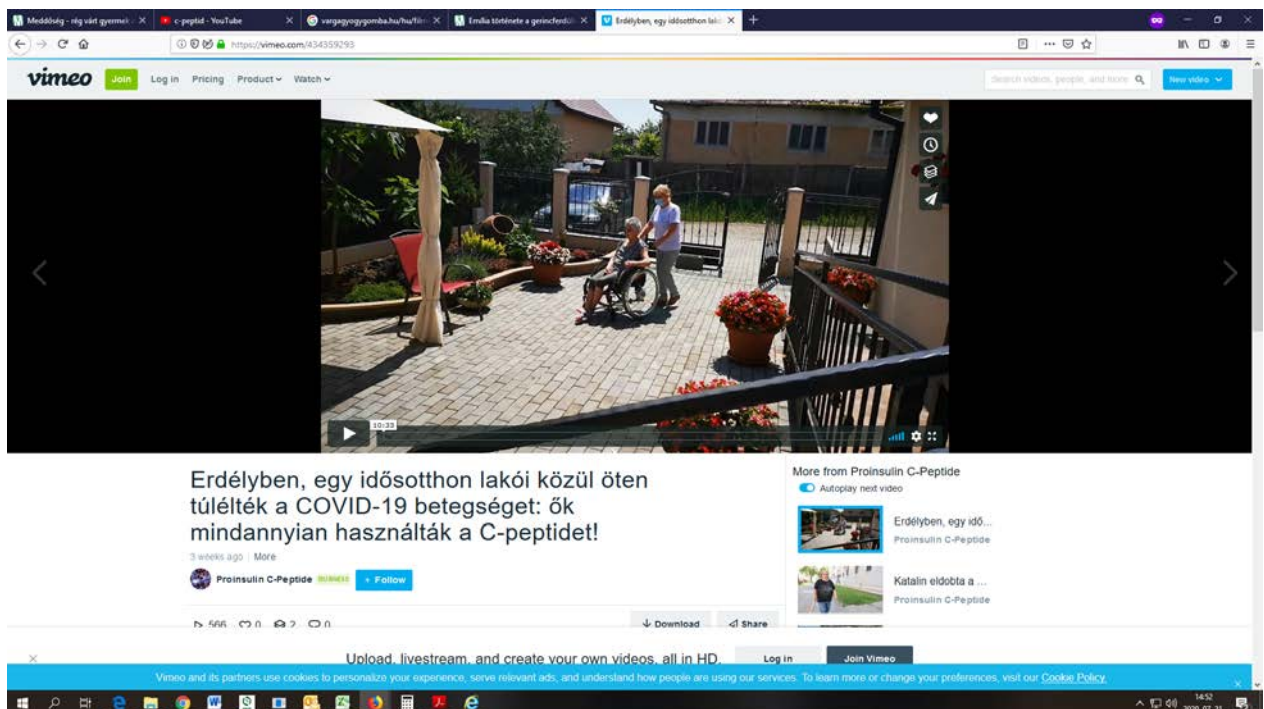 Meddőség - rég várt gyermek
c-peptid - YouTube
vargagyogygomba.hu/hu/film
Emília története a gerincferdül
Erdélyben, egy idősotthon lakó
https://vimeo.com/434359293
vimeo
Join
Log in
Pricing
Product
Watch
Search videos, people, and more
New video
10:33
Erdélyben, egy idősotthon lakói közül öten
túlélték a COVID-19 betegséget: ők
mindannyian használták a C-peptidet!
3 weeks ago
More
Proinsulin C-Peptide
BUSINESS
+ Follow
566
0
2
0
Download
Share
More from Proinsulin C-Peptide
Autoplay next video
Erdélyben, egy idő...
Proinsulin C-Peptide
Katalin eldobta a ...
Proinsulin C-Peptide
Upload, livestream, and create your own videos, all in HD.
Log in
Join Vimeo
Vimeo and its partners use cookies to personalize your experience, serve relevant ads, and understand how people are using our services. To learn more or change your preferences, visit our Cookie Policy.
14:52